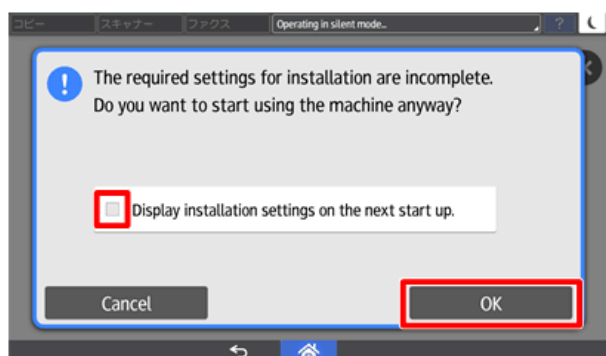 コピー
スキャナー
ファクス
Operating in silent mode...
?
The required settings for installation are incomplete.
Do you want to start using the machine anyway?
Display installation settings on the next start up.
Cancel
OK